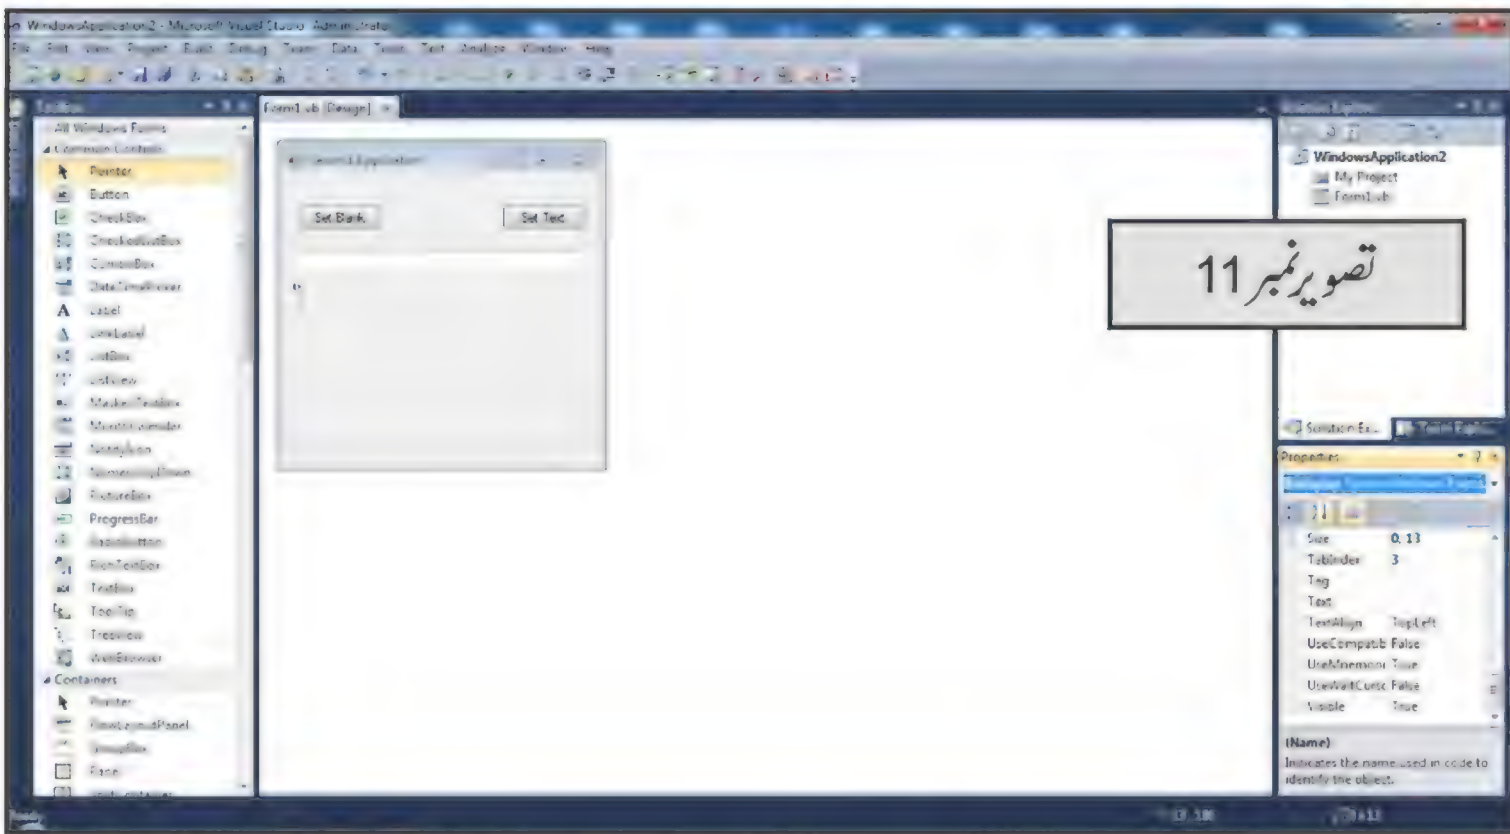 WindowsApplication2 - Microsoft Visual Studio Administrator
File Edit View Project Build Debug Team Data Tools Test Analyze Window Help
Toolbox
All Windows Forms
Common Controls
Pointer
Button
CheckBox
CheckedListBox
ComboBox
DateTimePicker
Label
LinkLabel
ListBox
ListView
MaskedTextBox
MonthCalendar
NotifyIcon
NumericUpDown
PictureBox
ProgressBar
RadioButton
RichTextBox
TextBox
ToolTip
TreeView
WebBrowser
Containers
Pointer
FlowLayoutPanel
GroupBox
Panel
Form1.vb [Design]
Application
Set Blank
Set Text
Solution Explorer
WindowsApplication2
My Project
Form1.vb
تصویر نمبر 11
Solution Ex...
Properties
Size 0, 13
TabIndex 3
Tag
Text
TextAlign TopLeft
UseCompatib False
UseMnemoni True
UseWaitCurso False
Visible True
(Name)
Indicates the name used in code to
identify the object.
Ready